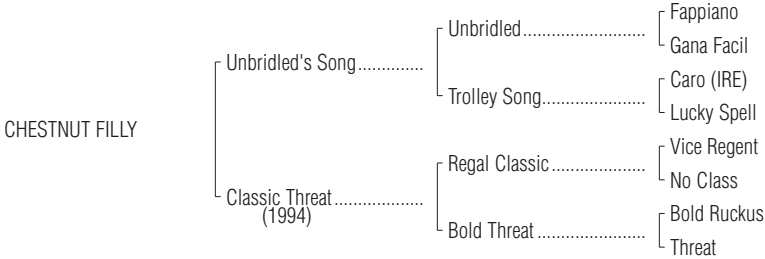 Fappiano
Unbridled..........................
Gana Facil
Unbridled's Song..............
Caro (IRE)
Trolley Song......................
Lucky Spell
CHESTNUT FILLY
Vice Regent
Regal Classic ....................
No Class
Classic Threat...................
(1994)
Bold Ruckus
Bold Threat .......................
Threat